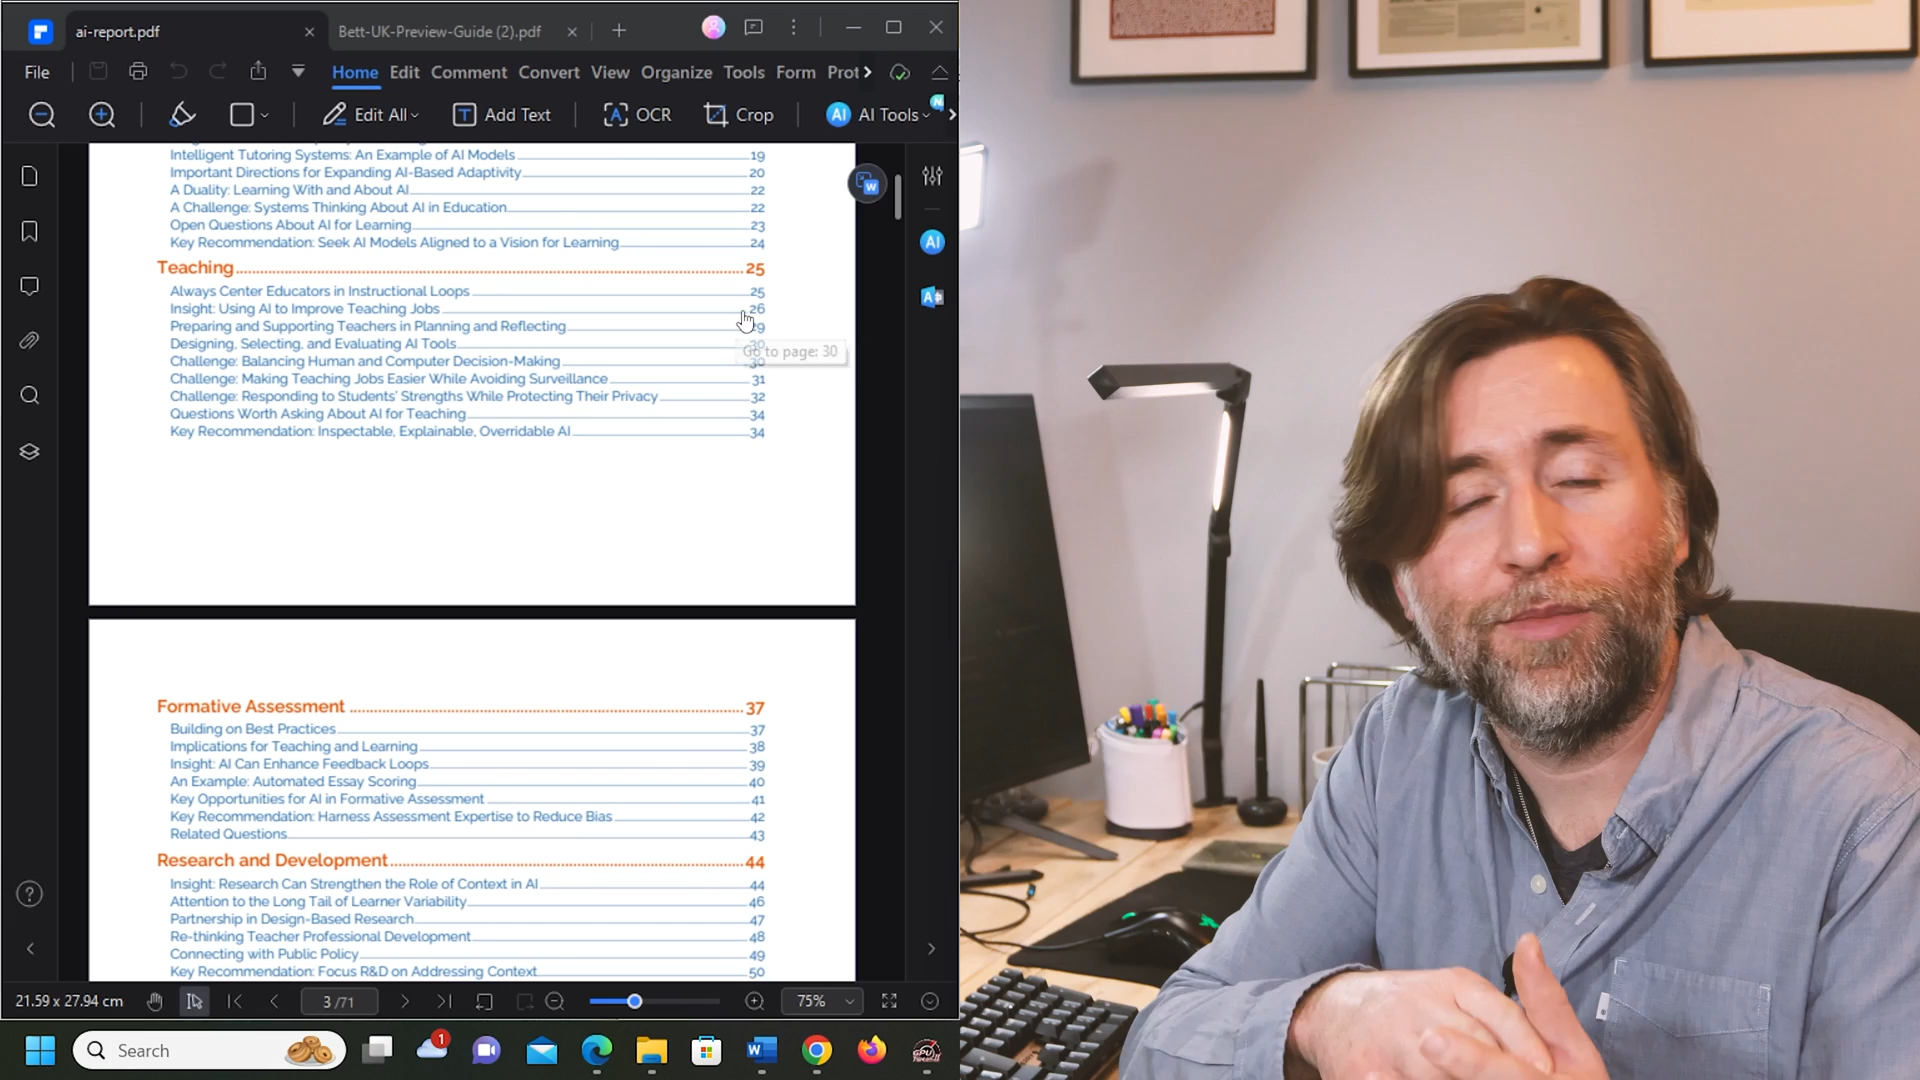 ai-report.pdf
Bett-UK-Preview-Guide (2).pdf
File
Home Edit Comment Convert View Organize Tools Form Prot
Edit All
Add Text
OCR
Crop
AI AI Tools
Intelligent Tutoring Systems: An Example of AI Models 19
Important Directions for Expanding AI-Based Adaptivity 20
A Duality: Learning With and About AI 22
A Challenge: Systems Thinking About AI in Education 22
Open Questions About AI for Learning 23
Key Recommendation: Seek AI Models Aligned to a Vision for Learning 24
Teaching 25
Always Center Educators in Instructional Loops 25
Insight: Using AI to Improve Teaching Jobs 26
Preparing and Supporting Teachers in Planning and Reflecting 29
Designing, Selecting, and Evaluating AI Tools 30
Go to page: 30
Challenge: Balancing Human and Computer Decision-Making 30
Challenge: Making Teaching Jobs Easier While Avoiding Surveillance 31
Challenge: Responding to Students' Strengths While Protecting Their Privacy 32
Questions Worth Asking About AI for Teaching 34
Key Recommendation: Inspectable, Explainable, Overridable AI 34
Formative Assessment 37
Building on Best Practices 37
Implications for Teaching and Learning 38
Insight: AI Can Enhance Feedback Loops 39
An Example: Automated Essay Scoring 40
Key Opportunities for AI in Formative Assessment 41
Key Recommendation: Harness Assessment Expertise to Reduce Bias 42
Related Questions 43
Research and Development 44
Insight: Research Can Strengthen the Role of Context in AI 44
Attention to the Long Tail of Learner Variability 46
Partnership in Design-Based Research 47
Re-thinking Teacher Professional Development 48
Connecting with Public Policy 49
Key Recommendation: Focus R&D on Addressing Context 50
AI
21.59 x 27.94 cm
3 /71
75%
Search
1